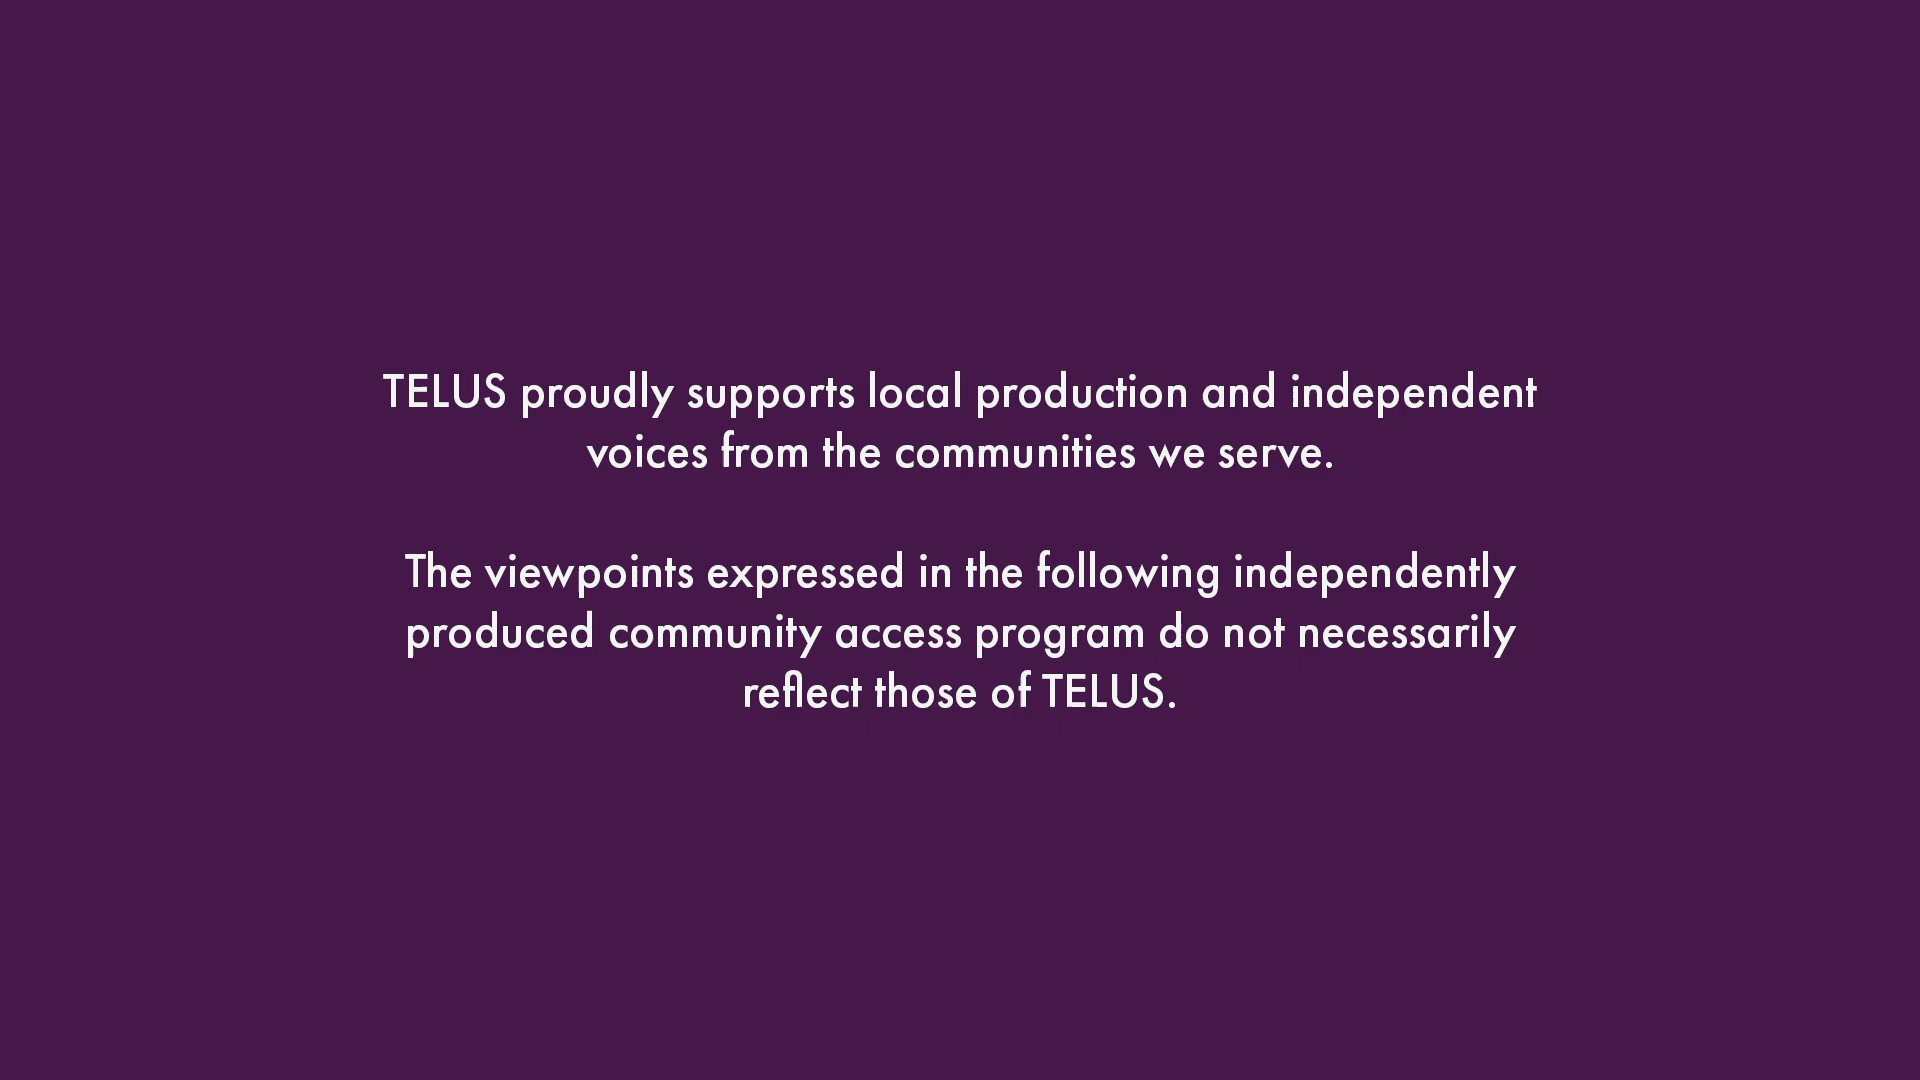 TELUS proudly supports local production and independent
voices from the communities we serve.
The viewpoints expressed in the following independently
produced community access program do not necessarily
reflect those of TELUS.